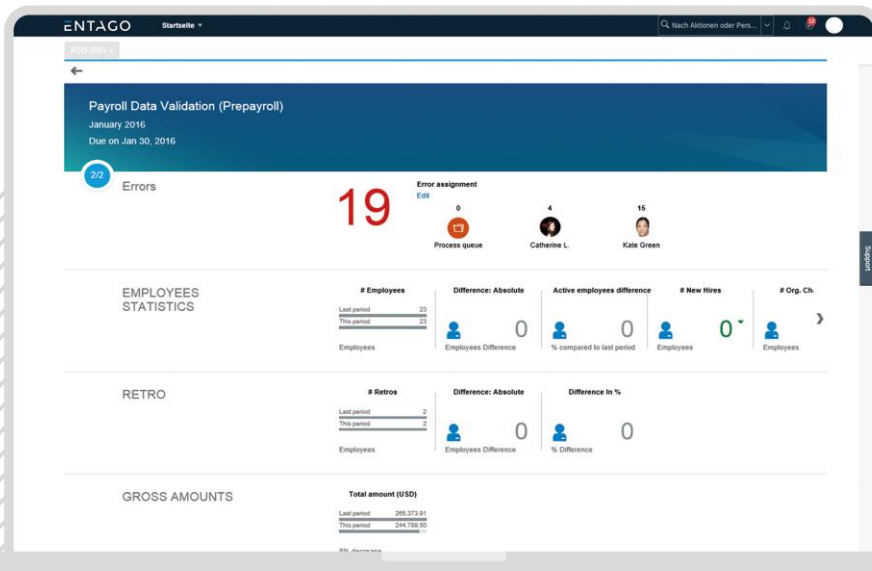 ENTAGO
Startseite
Nach Aktionen oder Pers...
Payroll Data Validation (Prepayroll)
January 2016
Due on Jan 30, 2016
2/2
Errors
19
Error assignment
Edit
0
4
15
Process queue
Catherine L.
Kate Green
Support
EMPLOYEES
STATISTICS
# Employees
Last period 23
This period 23
Employees
Difference: Absolute
0
Employees Difference
Active employees difference
0
% compared to last period
# New Hires
0
Employees
# Org. Ch
Employees
RETRO
# Retros
Last period 2
This period 2
Employees
Difference: Absolute
0
Employees Difference
Difference In %
0
% Difference
GROSS AMOUNTS
Total amount (USD)
Last period 265,373.91
This period 244,789.50
8% decrease